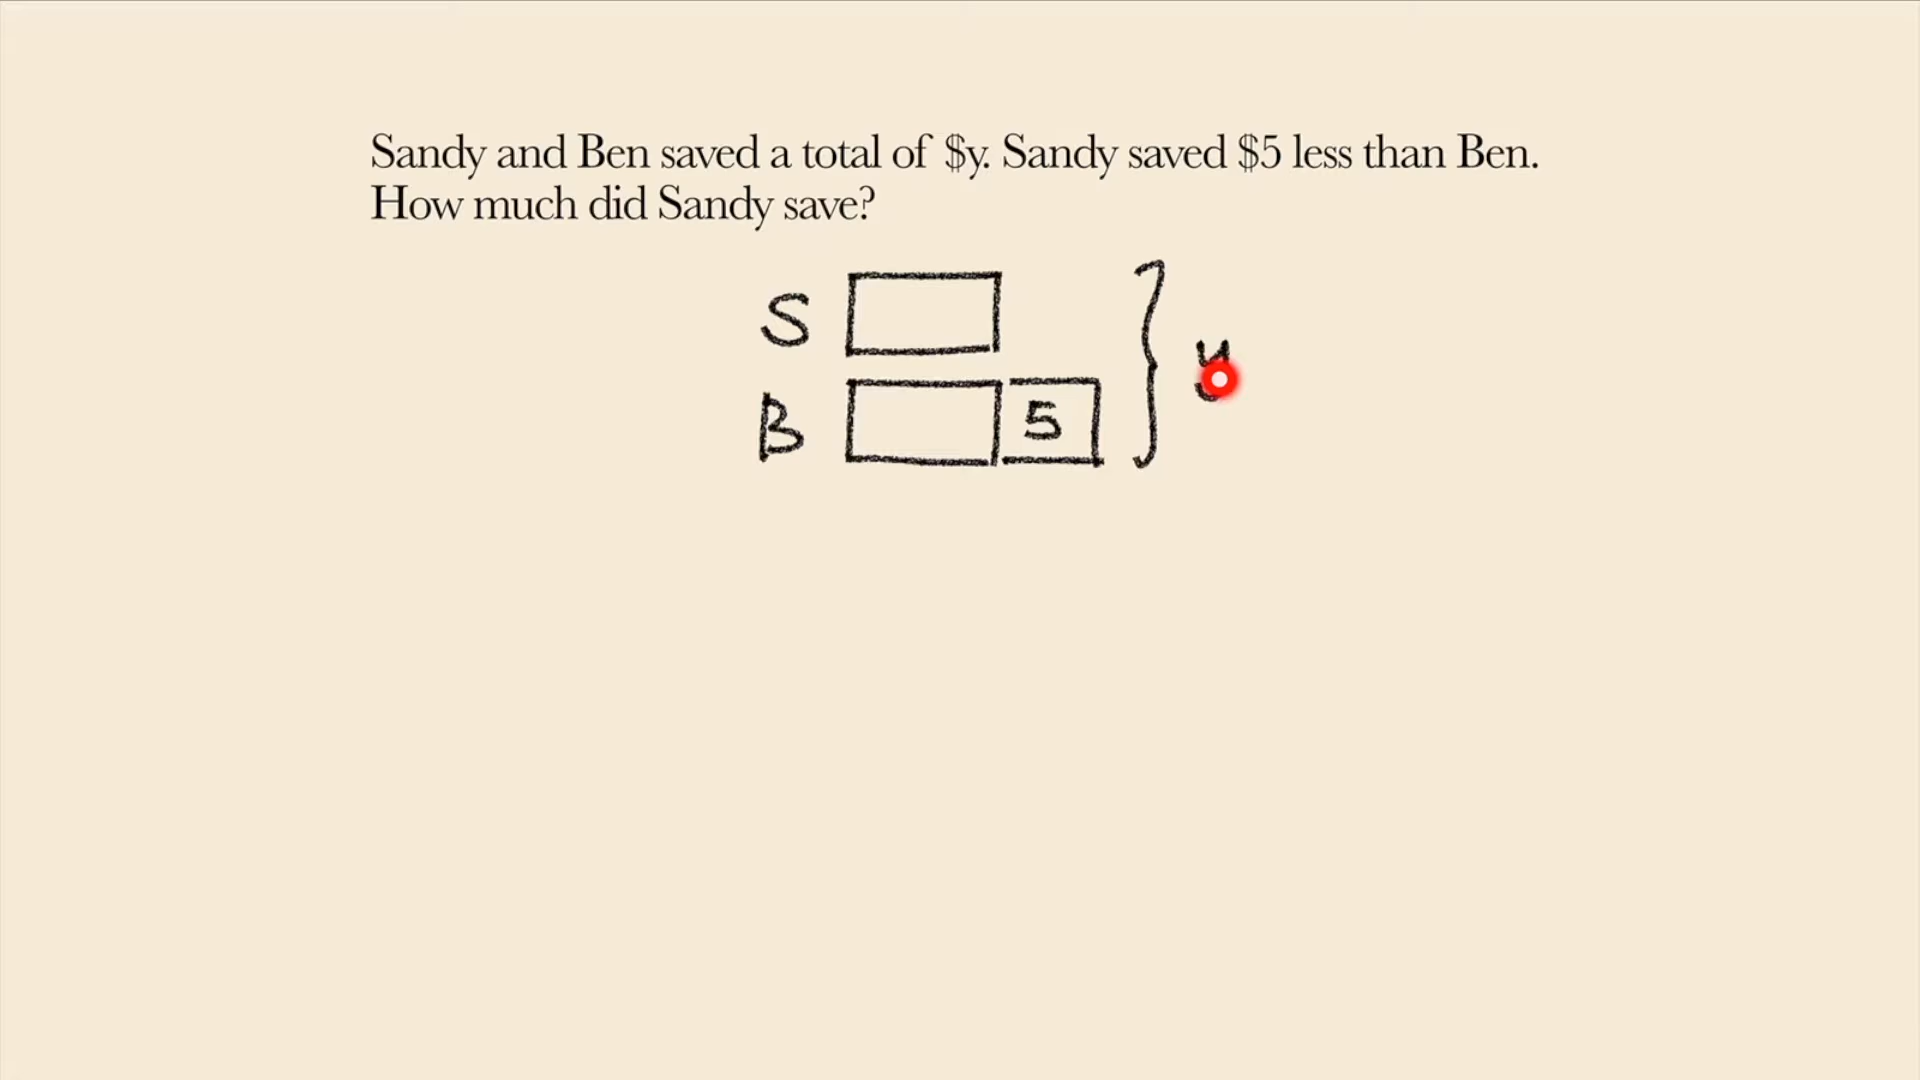 Sandy and Ben saved a total of $y. Sandy saved $5 less than Ben.
How much did Sandy save?
S
B 5
y